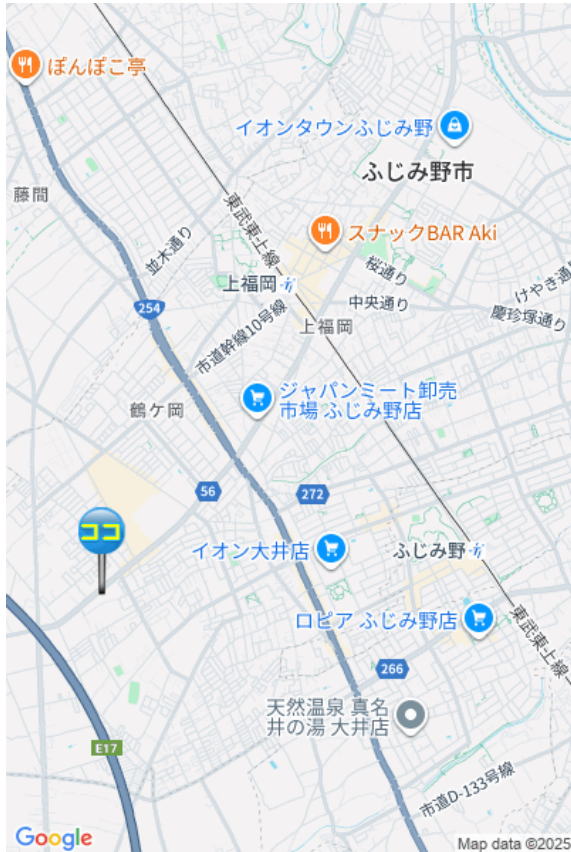 ぽんぽこ亭
イオンタウンふじみ野
ふじみ野市
藤間
東武東上線
並木通り
スナックBAR Aki
桜通り
けやき通り
上福岡
中央通り
慶珍塚通り
254
市道幹線10号線
上福岡
ジャパンミート卸売
市場 ふじみ野店
鶴ケ岡
56
272
ココ
イオン大井店
ふじみ野
ロピア ふじみ野店
東武東上線
266
天然温泉 真名
井の湯 大井店
E17
市道D-133号線
Google
Map data ©2025